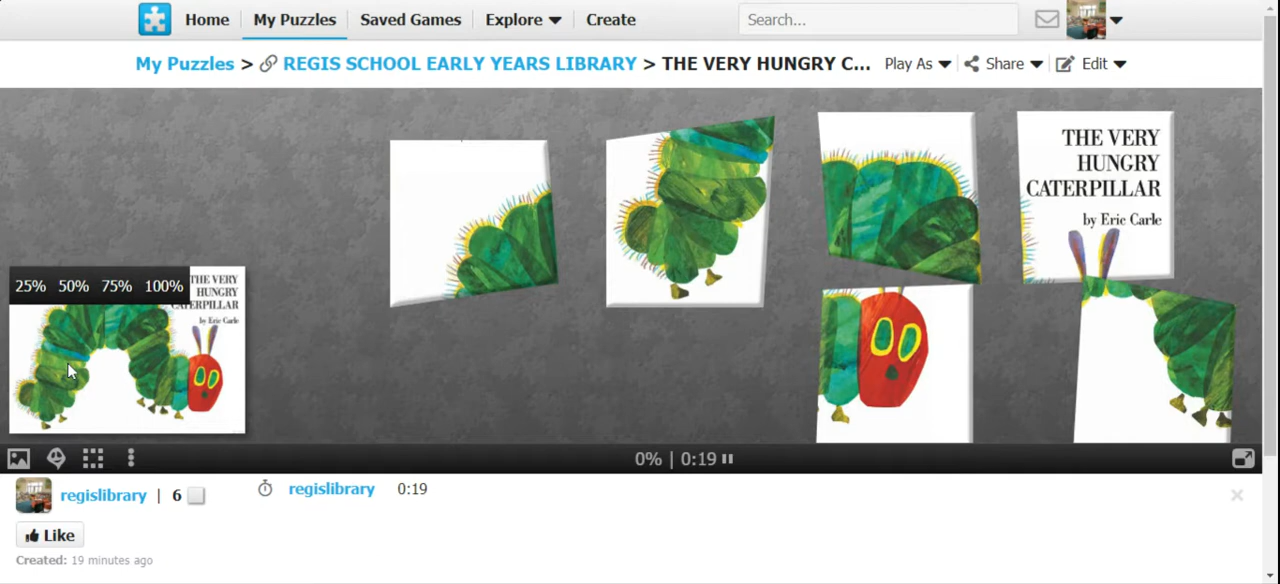 Home My Puzzles Saved Games Explore Create Search...
My Puzzles > REGIS SCHOOL EARLY YEARS LIBRARY > THE VERY HUNGRY C... Play As Share Edit
THE VERY
HUNGRY
CATERPILLAR
by Eric Carle
25% 50% 75% 100%
THE VERY
HUNGRY
CATERPILLAR
by Eric Carle
0% | 0:19
regislibrary | 6 regislibrary 0:19
Like
Created: 19 minutes ago